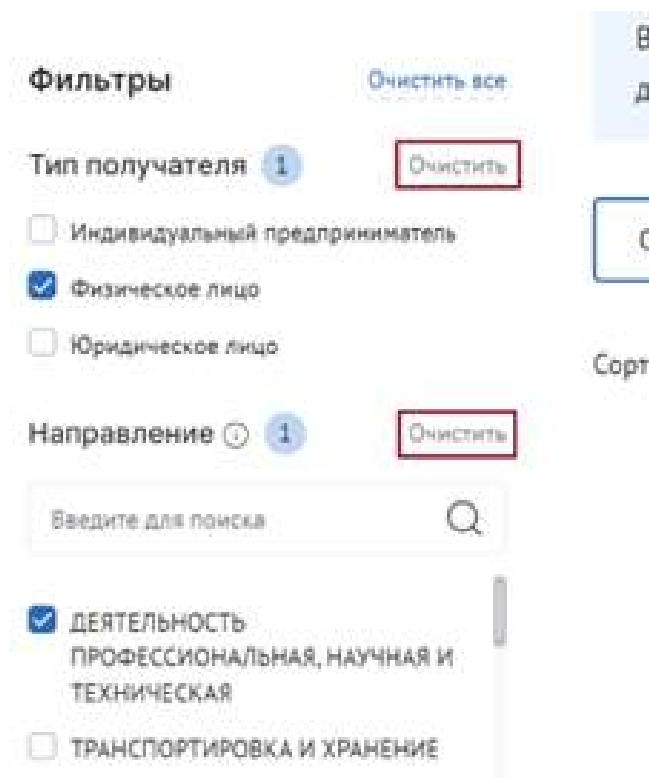 Фильтры
Очистить все
Тип получателя 1
Очистить
Индивидуальный предприниматель
Физическое лицо
Юридическое лицо
Направление 1
Очистить
Введите для поиска
ДЕЯТЕЛЬНОСТЬ
ПРОФЕССИОНАЛЬНАЯ, НАУЧНАЯ И
ТЕХНИЧЕСКАЯ
ТРАНСПОРТИРОВКА И ХРАНЕНИЕ
Сорт